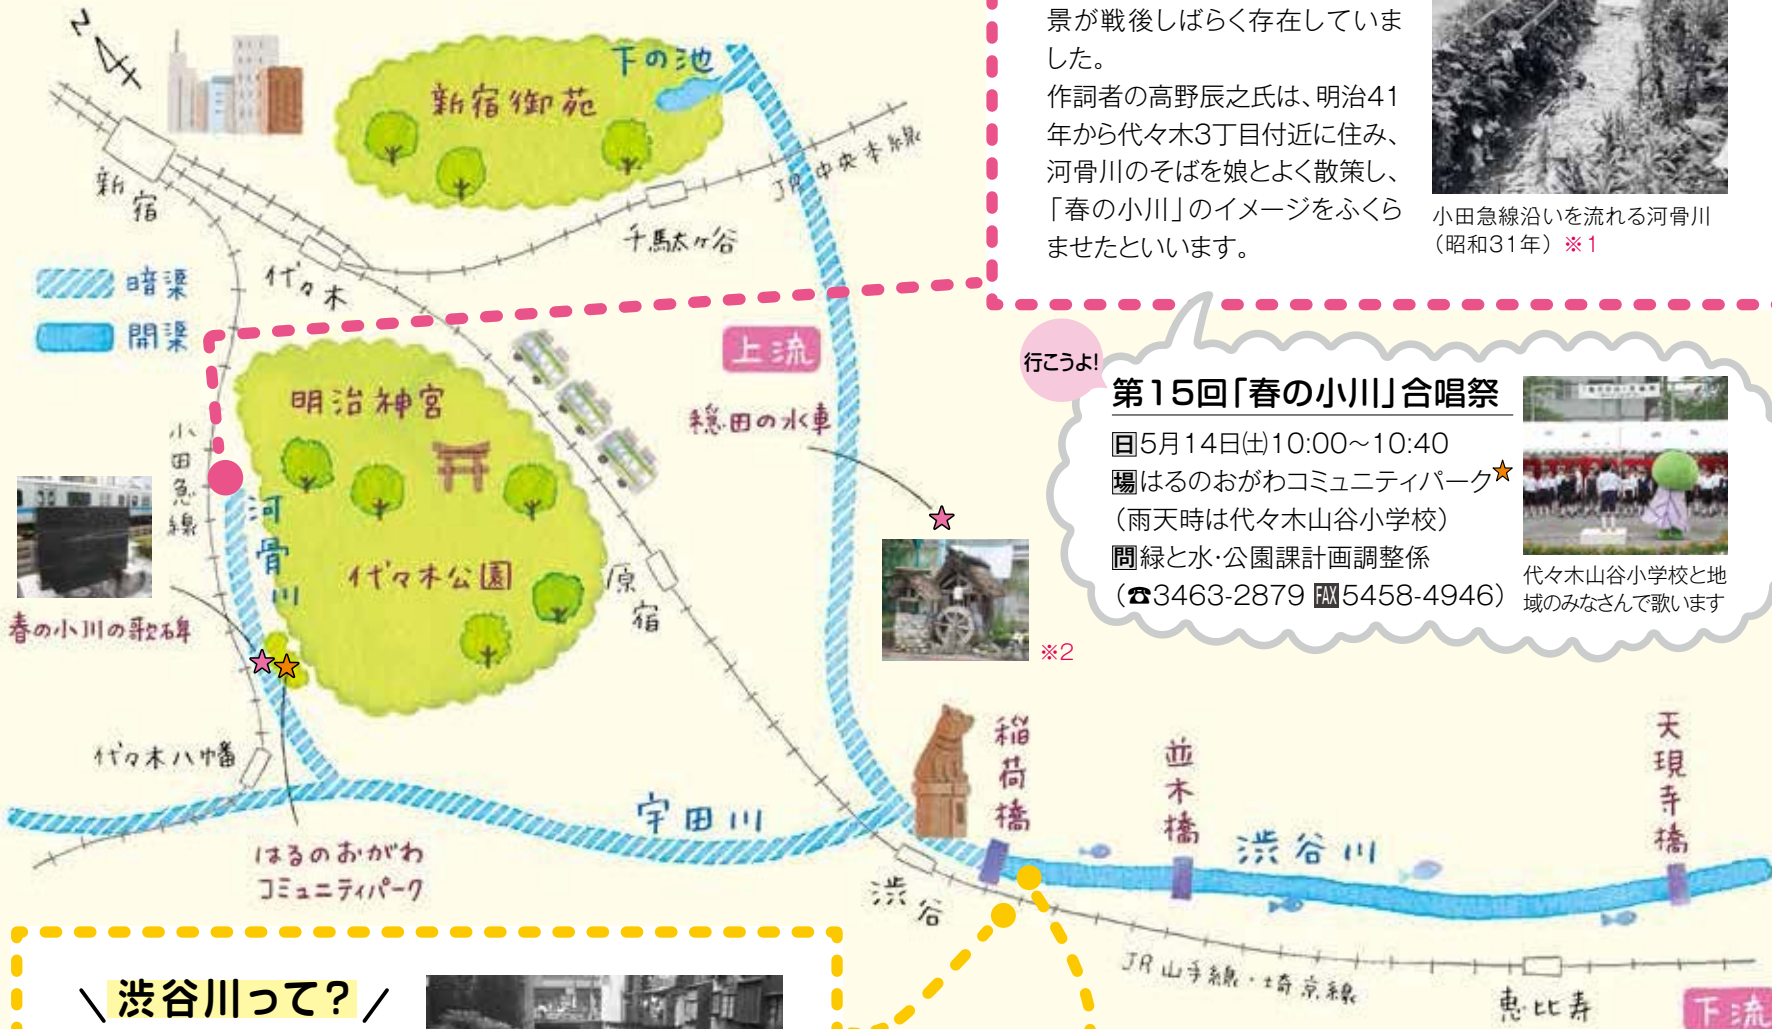 景が戦後しばらく存在していま
した。
作詞者の高野辰之氏は、明治41
年から代々木3丁目付近に住み、
河骨川のそばを娘とよく散策し、
「春の小川」のイメージをふくら
ませたといいます。
小田急線沿いを流れる河骨川
(昭和31年) ※1
行こうよ!
第15回「春の小川」合唱祭
日5月14日㈯10:00〜10:40
場はるのおがわコミュニティパーク★
(雨天時は代々木山谷小学校)
問緑と水・公園課計画調整係
(☎3463-2879 FAX5458-4946)
代々木山谷小学校と地
域のみなさんで歌います
新宿御苑
下の池
新宿
代々木
千駄ヶ谷
JR中央本線
暗渠
開渠
上流
明治神宮
代々木公園
小田急線
河骨川
原宿
穏田の水車
※2
春の小川の歌碑
代々木八幡
はるのおがわ
コミュニティパーク
宇田川
渋谷
稲荷橋
並木橋
渋谷川
天現寺橋
JR山手線・埼京線
恵比寿
下流
渋谷川って?